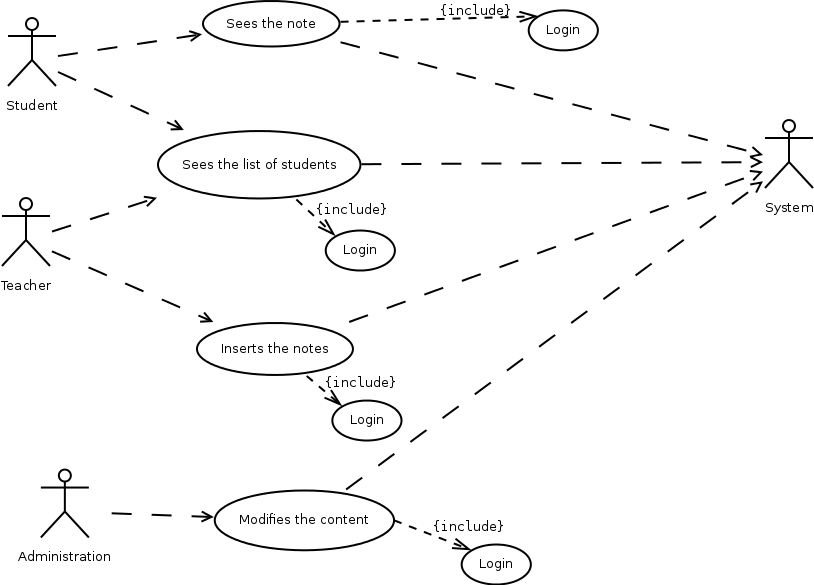 {include}
Sees the note
Login
Student
Sees the list of students
System
{include}
Login
Teacher
Inserts the notes
{include}
Login
Modifies the content
{include}
Administration
Login